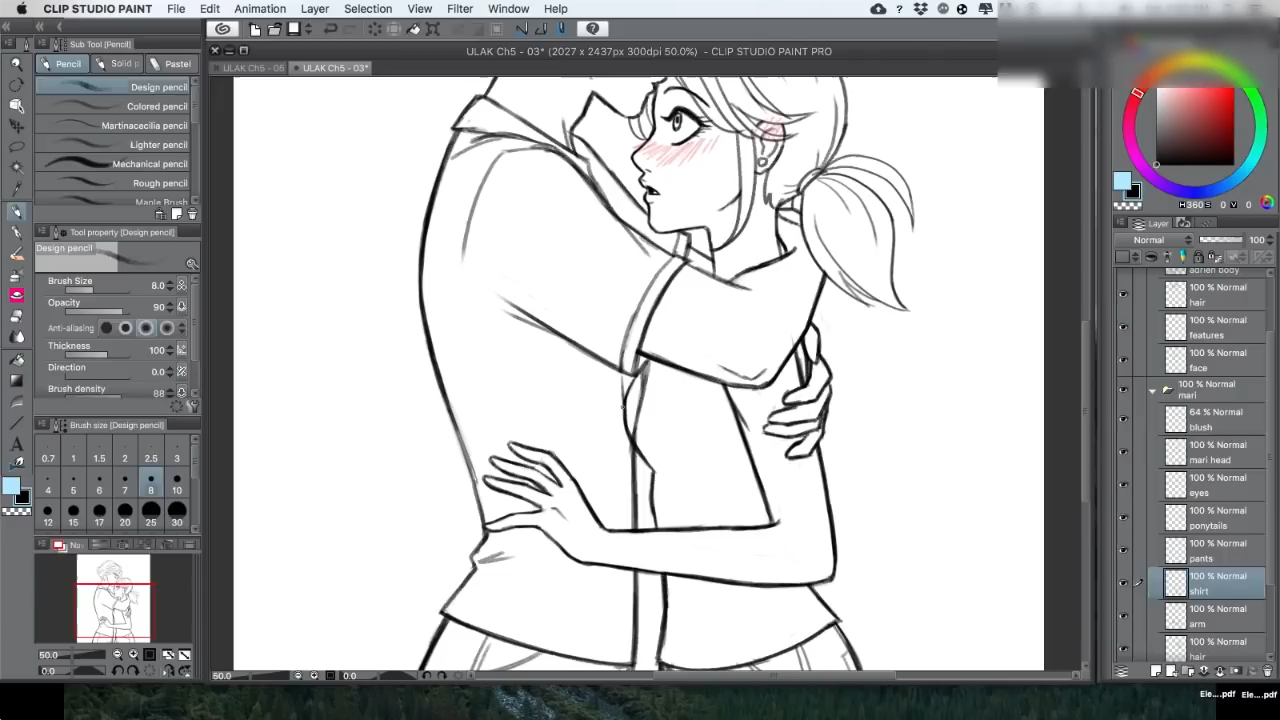 CLIP STUDIO PAINT File Edit Animation Layer Selection View Filter Window Help
Sub Tool [Pencil]
ULAK Ch5 - 03* (2027 x 2437px 300dpi 50.0%) - CLIP STUDIO PAINT PRO
Pencil Solid p Pastel
ULAK Ch5 - 05 ULAK Ch5 - 03*
Design pencil
Colored pencil
Martinacecilia pencil
Lighter pencil
Mechanical pencil
Rough pencil
Maple Brush
Tool property [Design pencil]
Design pencil
Brush Size 8.0
Opacity 90
Anti-aliasing
Thickness 100
Direction 0.0
Brush density 88
Brush size [Design pencil]
0.7 1 1.5 2 2.5 3
4 5 6 7 8 10
12 15 17 20 25 30
50.0
0.0
50.0 0.0
H 360 S 0 V 0
Layer
Normal 100
adrien body
100 % Normal
hair
100 % Normal
features
100 % Normal
face
100 % Normal
mari
64 % Normal
blush
100 % Normal
mari head
100 % Normal
eyes
100 % Normal
ponytails
100 % Normal
pants
100 % Normal
shirt
100 % Normal
arm
100 % Normal
hair
Ele....pdf Ele....pdf